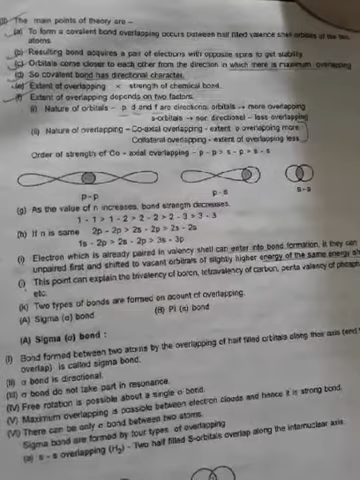 (3) The main points of theory are –
(a) To form a covalent bond overlapping occurs between half filled valence shell orbitals of the two
atoms.
(b) Resulting bond acquires a pair of electrons with opposite spins to get stability.
(c) Orbitals come closer to each other from the direction in which there is maximum overlapping
(d) So covalent bond has directional character.
(e) Extent of overlapping ∝ strength of chemical bond.
(f) Extent of overlapping depends on two factors.
(i) Nature of orbitals – p, d and f are directional orbitals → more overlapping
s-orbitals → non directional – less overlapping
(ii) Nature of overlapping – Co-axial overlapping - extent of overlapping more.
Collateral overlapping - extent of overlapping less
Order of strength of Co – axial overlapping – p - p > s - p > s - s
p - p p - s s - s
(g) As the value of n increases, bond strength decreases.
1 - 1 > 1 - 2 > 2 - 2 > 2 - 3 > 3 - 3
(h) If n is same 2p - 2p > 2s - 2p > 2s - 2s
1s - 2p > 2s - 2p > 3s - 3p
(i) Electron which is already paired in valency shell can enter into bond formation, if they can
unpaired first and shifted to vacant orbitals of slightly higher energy of the same energy
(j) This point can explain the trivalency of boron, tetravalency of carbon, penta valency of
etc.
(k) Two types of bonds are formed on acount of overlapping.
(A) Sigma (σ) bond (B) Pi (π) bond
(A) Sigma (σ) bond :
(I) Bond formed between two atoms by the overlapping of half filled orbitals along their axis (end
overlap) is called sigma bond.
(II) σ bond is directional.
(III) σ bond do not take part in resonance.
(IV) Free rotation is possible about a single σ bond.
(V) Maximum overlapping is possible between electron clouds and hence it is strong bond.
(VI) There can be only σ bond between two atoms.
Sigma bond are formed by four types of overlapping
(a) s - s overlapping (H₂) - Two half filled S-orbitals overlap along the internuclear axis.